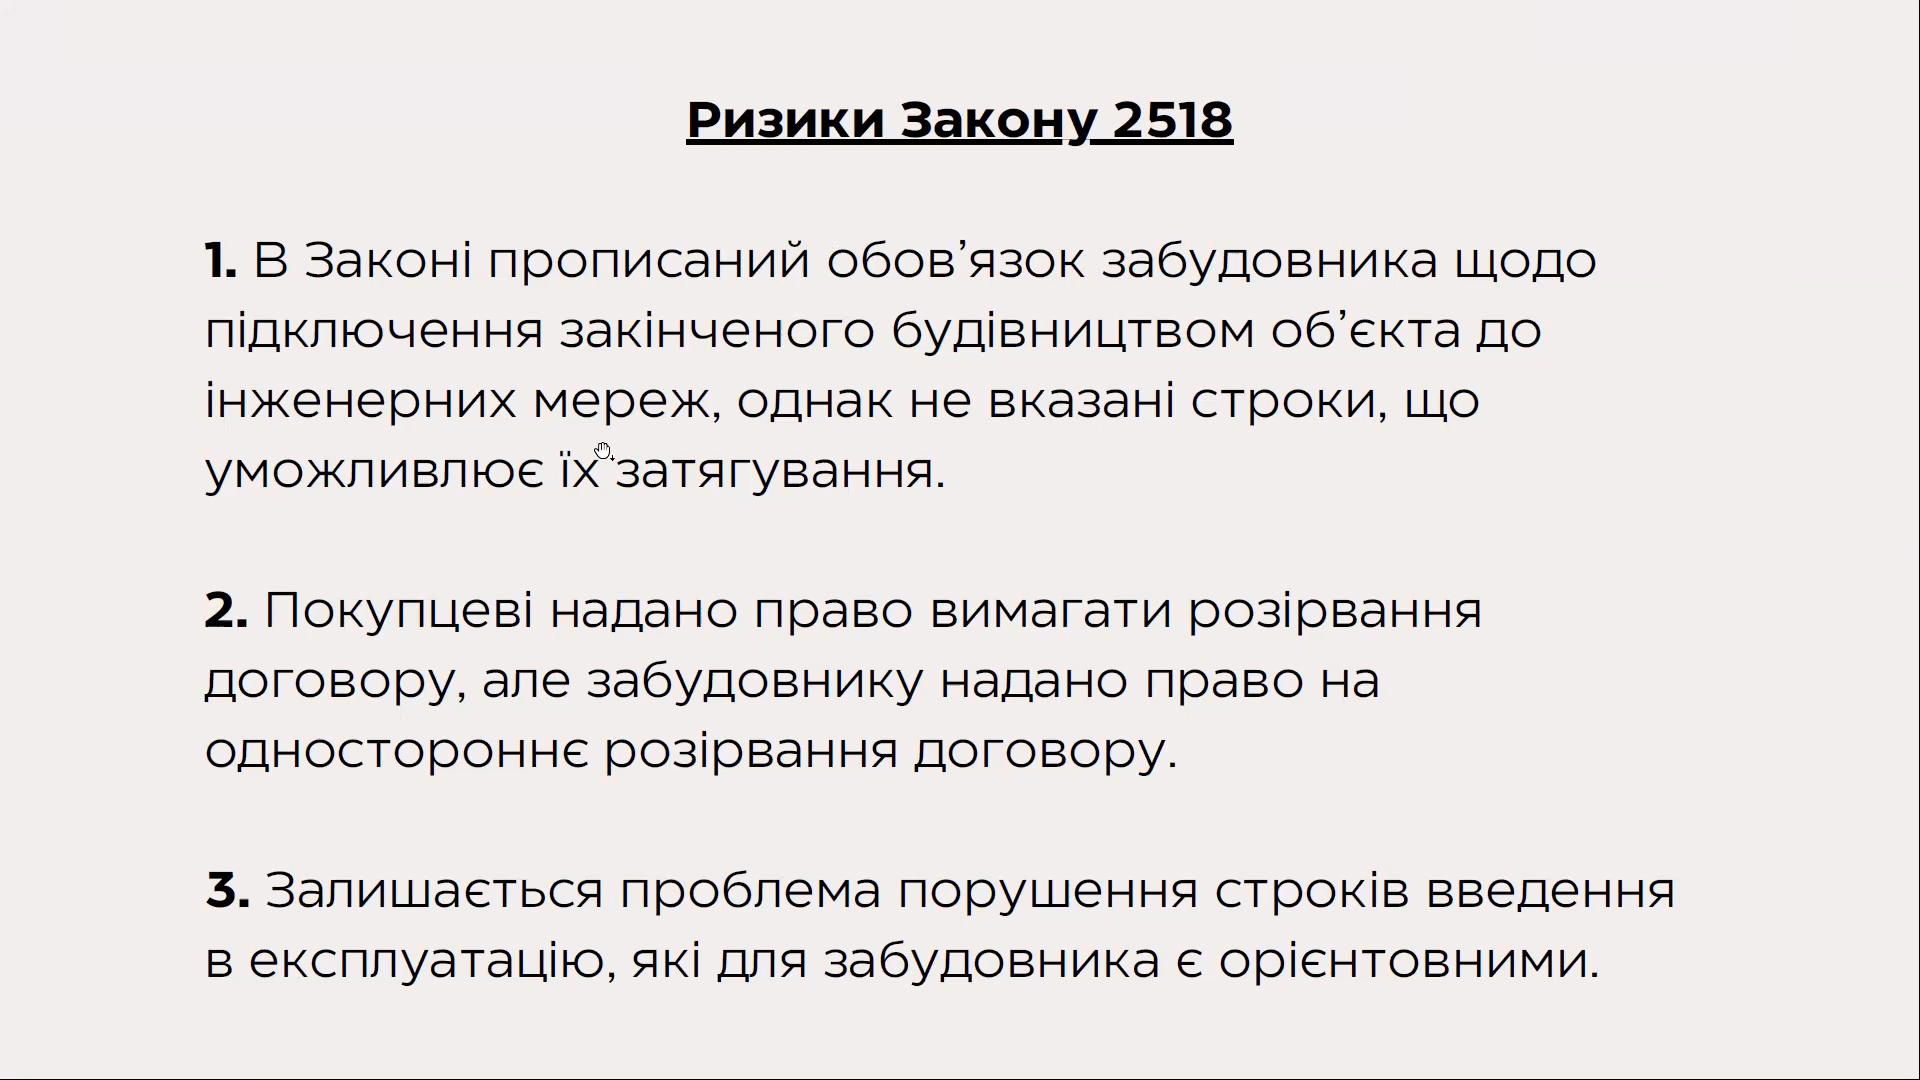 Ризики Закону 2518
1. В Законі прописаний обов’язок забудовника щодо
підключення закінченого будівництвом об’єкта до
інженерних мереж, однак не вказані строки, що
уможливлює їх затягування.
2. Покупцеві надано право вимагати розірвання
договору, але забудовнику надано право на
одностороннє розірвання договору.
3. Залишається проблема порушення строків введення
в експлуатацію, які для забудовника є орієнтовними.